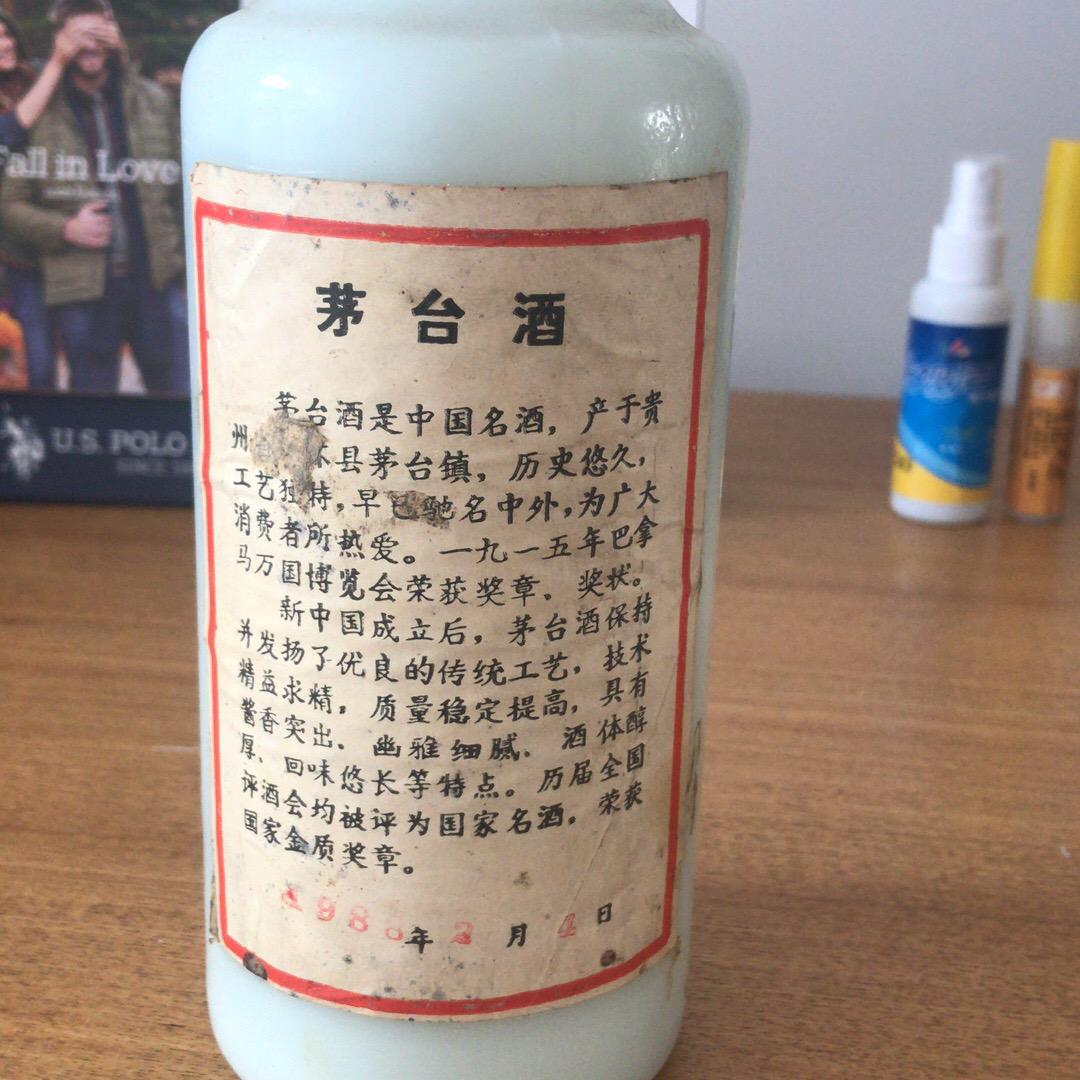 Fall in Love
U.S. POLO
茅台酒
茅台酒是中国名酒，产于贵
州 县茅台镇，历史悠久，
工艺独特，早已驰名中外，为广大
消费者所热爱。一九一五年巴拿
马万国博览会荣获奖章、奖状。
新中国成立后，茅台酒保持
并发扬了优良的传统工艺，技术
精益求精，质量稳定提高，具有
酱香突出、幽雅细腻、酒体醇
厚、回味悠长等特点。历届全国
评酒会均被评为国家名酒。荣获
国家金质奖章。
年2月4日